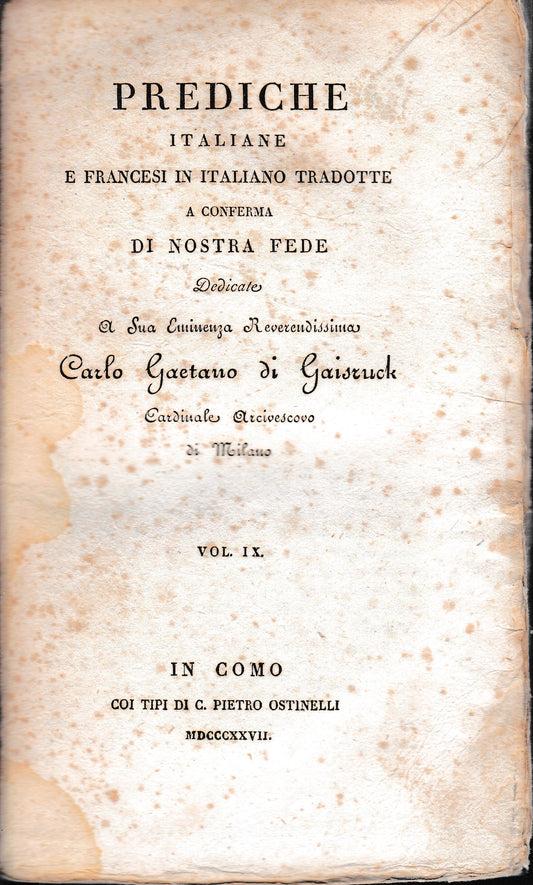 PREDICHE
ITALIANE
E FRANCESI IN ITALIANO TRADOTTE
A CONFERMA
DI NOSTRA FEDE
Dedicate
A Sua Eminenza Reverendissima
Carlo Gaetano di Gaisruck
Cardinale Arcivescovo
di Milano
VOL. IX.
IN COMO
COI TIPI DI C. PIETRO OSTINELLI
MDCCCXXVII.